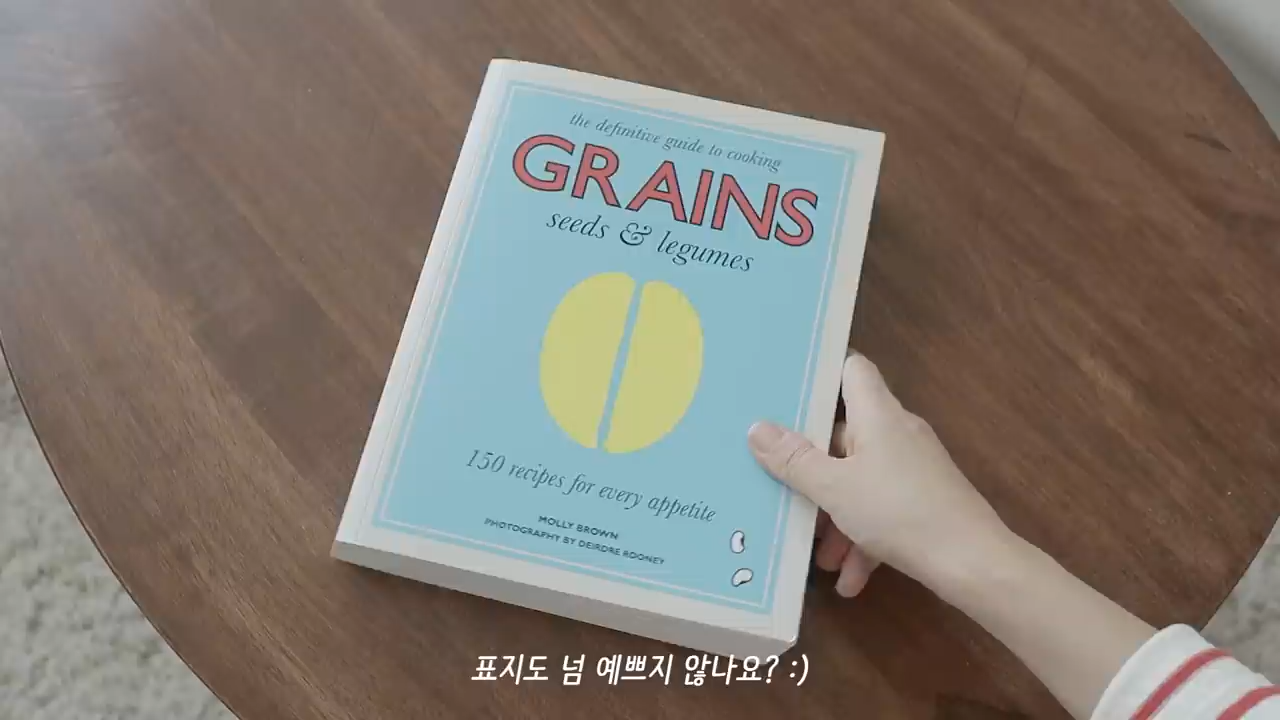 the definitive guide to cooking
GRAINS
seeds & legumes
150 recipes for every appetite
MOLLY BROWN
PHOTOGRAPHY BY DEIRDRE ROONEY
표지도 넘 예쁘지 않나요? :)